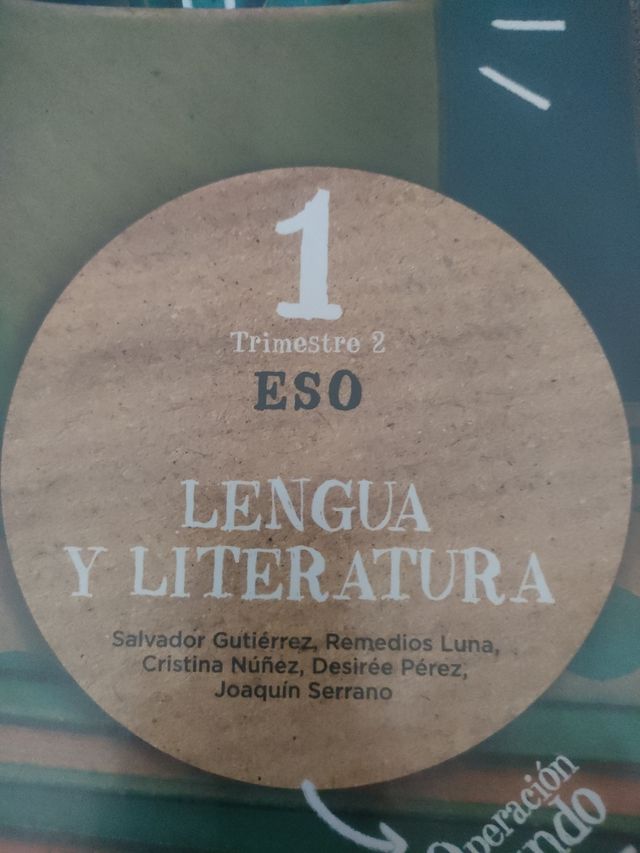 1
Trimestre 2
ESO
LENGUA
Y LITERATURA
Salvador Gutiérrez, Remedios Luna,
Cristina Núñez, Desirée Pérez,
Joaquín Serrano
Operación